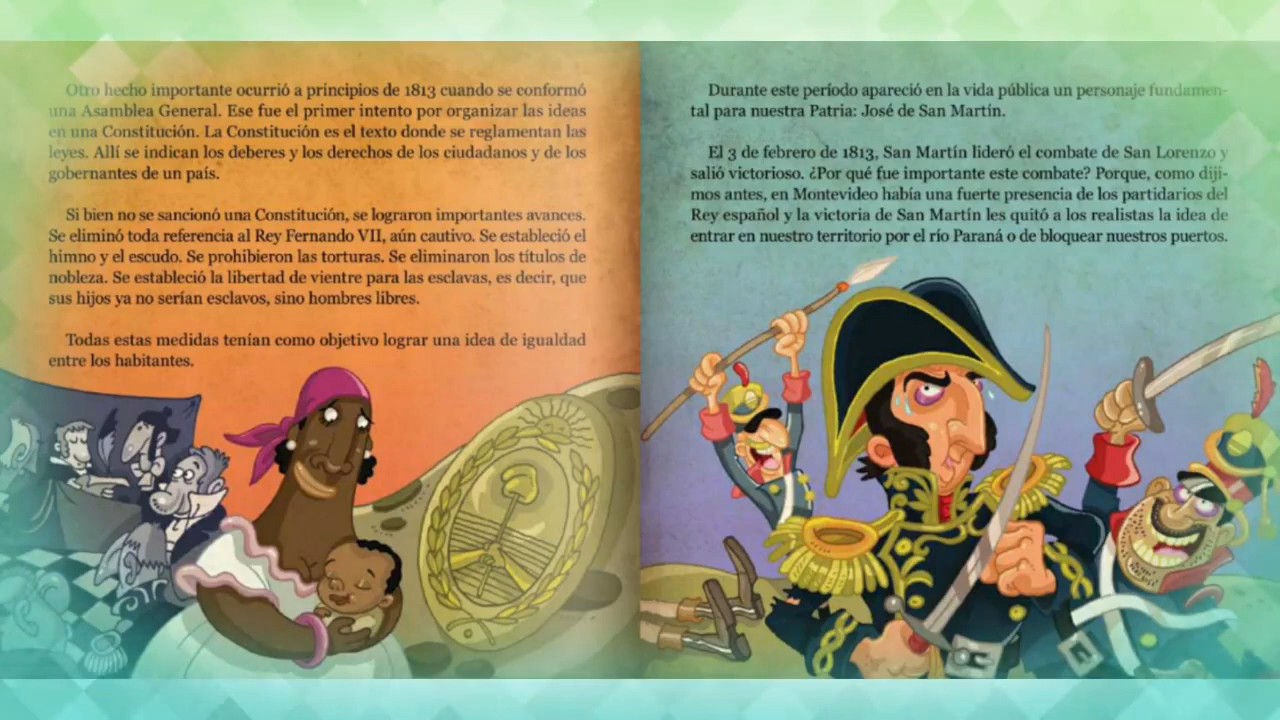 Otro hecho importante ocurrió a principios de 1813 cuando se conformó
una Asamblea General. Ese fue el primer intento por organizar las ideas
en una Constitución. La Constitución es el texto donde se reglamentan las
leyes. Allí se indican los deberes y los derechos de los ciudadanos y de los
gobernantes de un país.
Si bien no se sancionó una Constitución, se lograron importantes avances.
Se eliminó toda referencia al Rey Fernando VII, aún cautivo. Se estableció el
himno y el escudo. Se prohibieron las torturas. Se eliminaron los títulos de
nobleza. Se estableció la libertad de vientre para las esclavas, es decir, que
sus hijos ya no serían esclavos, sino hombres libres.
Todas estas medidas tenían como objetivo lograr una idea de igualdad
entre los habitantes.
Durante este período apareció en la vida pública un personaje fundamen-
tal para nuestra Patria: José de San Martín.
El 3 de febrero de 1813, San Martín lideró el combate de San Lorenzo y
salió victorioso. ¿Por qué fue importante este combate? Porque, como diji-
mos antes, en Montevideo había una fuerte presencia de los partidarios del
Rey español y la victoria de San Martín les quitó a los realistas la idea de
entrar en nuestro territorio por el río Paraná o de bloquear nuestros puertos.